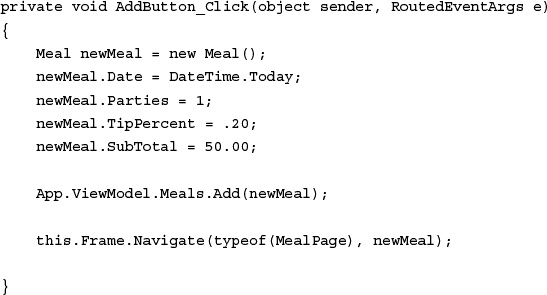 private void AddButton_Click(object sender, RoutedEventArgs e)
{
    Meal newMeal = new Meal();
    newMeal.Date = DateTime.Today;
    newMeal.Parties = 1;
    newMeal.TipPercent = .20;
    newMeal.SubTotal = 50.00;
    App.ViewModel.Meals.Add(newMeal);
    this.Frame.Navigate(typeof(MealPage), newMeal);
}